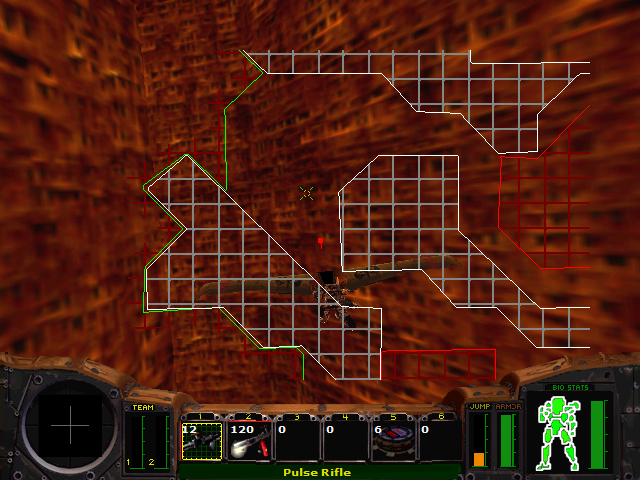 BIO STATS
TEAM
1 2 3 4 5 6
JUMP ARMOR
12 120 0 0 6 0
1 2
Pulse Rifle